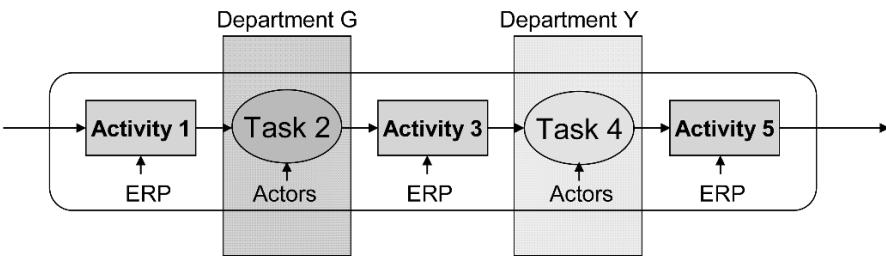 Department G
Department Y
Activity 1
Task 2
Activity 3
Task 4
Activity 5
ERP
Actors
ERP
Actors
ERP